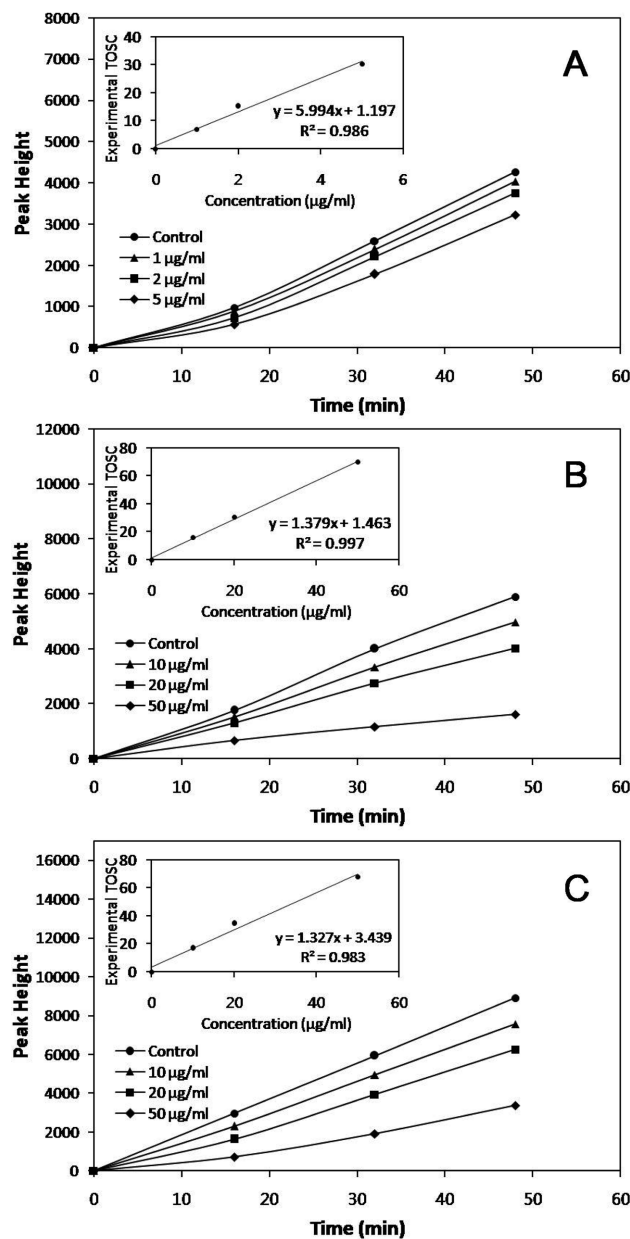 A
8000
7000
6000
5000
4000
3000
2000
1000
0
Peak Height
40
30
20
10
0
Experimental TOSC
y = 5.994x + 1.197
R² = 0.986
0 2 4 6
Concentration (µg/ml)
Control
1 µg/ml
2 µg/ml
5 µg/ml
0 10 20 30 40 50 60
Time (min)
B
12000
10000
8000
6000
4000
2000
0
Peak Height
80
60
40
20
0
Experimental TOSC
y = 1.379x + 1.463
R² = 0.997
0 20 40 60
Concentration (µg/ml)
Control
10 µg/ml
20 µg/ml
50 µg/ml
0 10 20 30 40 50 60
Time (min)
C
16000
14000
12000
10000
8000
6000
4000
2000
0
Peak Height
80
60
40
20
0
Experimental TOSC
y = 1.327x + 3.439
R² = 0.983
0 20 40 60
Concentration (µg/ml)
Control
10 µg/ml
20 µg/ml
50 µg/ml
0 10 20 30 40 50 60
Time (min)